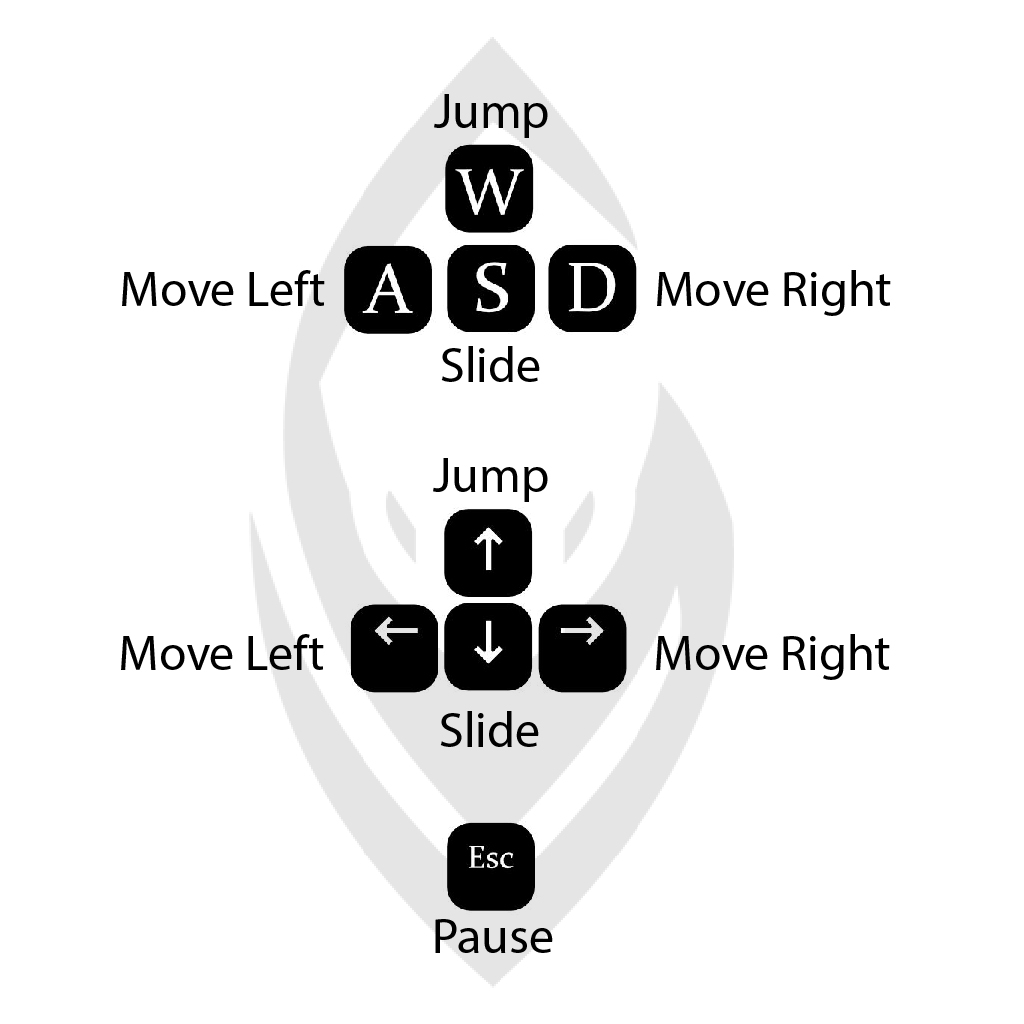 Jump
W
Move Left A S D Move Right
Slide
Jump
↑
Move Left ← ↓ → Move Right
Slide
Esc
Pause